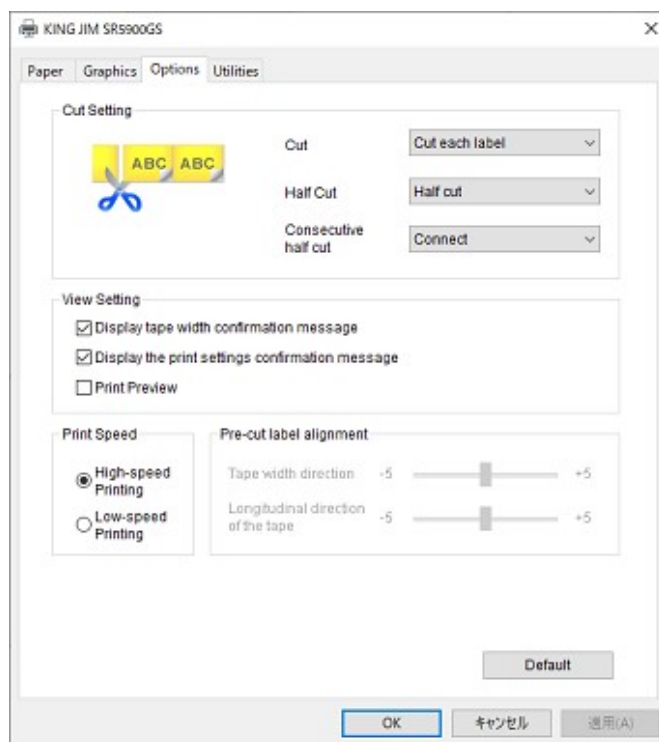 KING JIM SR5900GS
Paper Graphics Options Utilities
Cut Setting
ABC ABC
Cut Cut each label
Half Cut Half cut
Consecutive
half cut
Connect
View Setting
Display tape width confirmation message
Display the print settings confirmation message
Print Preview
Print Speed
High-speed
Printing
Low-speed
Printing
Pre-cut label alignment
Tape width direction -5 +5
Longitudinal direction
of the tape
-5 +5
Default
OK キャンセル 適用(A)